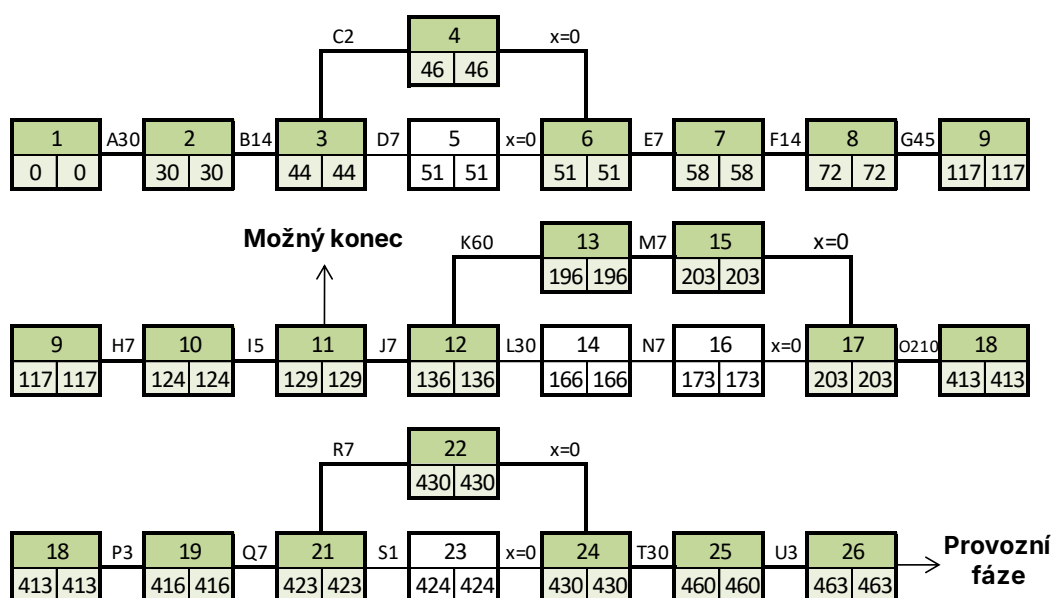 C2 4 x=0
46 46
1 A30 2 B14 3 D7 5 x=0 6 E7 7 F14 8 G45 9
0 0 30 30 44 44 51 51 51 51 58 58 72 72 117 117
Možný konec K60 13 M7 15 x=0
196 196 203 203
9 H7 10 I5 11 J7 12 L30 14 N7 16 x=0 17 O210 18
117 117 124 124 129 129 136 136 166 166 173 173 203 203 413 413
R7 22 x=0
430 430
18 P3 19 Q7 21 S1 23 x=0 24 T30 25 U3 26 Provozní
413 413 416 416 423 423 424 424 430 430 460 460 463 463 fáze